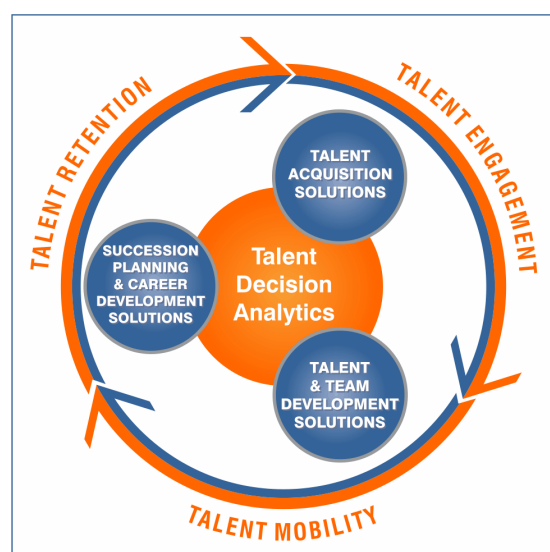 TALENT RETENTION
TALENT ENGAGEMENT
TALENT
ACQUISITION
SOLUTIONS
SUCCESSION
PLANNING
& CAREER
DEVELOPMENT
SOLUTIONS
Talent
Decision
Analytics
TALENT
& TEAM
DEVELOPMENT
SOLUTIONS
TALENT MOBILITY